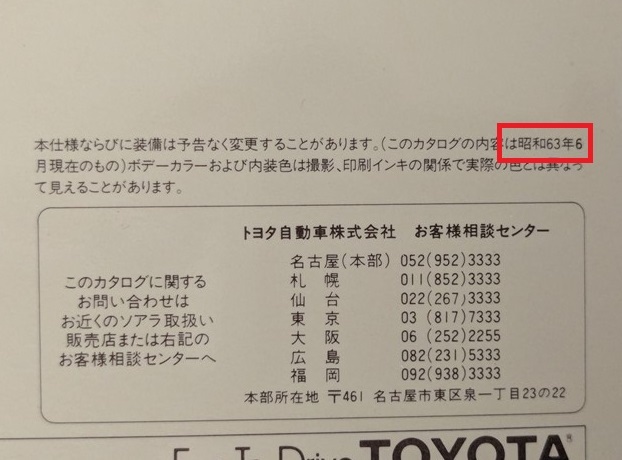 本仕様ならびに装備は予告なく変更することがあります。(このカタログの内容は昭和63年6
月現在のもの)ボデーカラーおよび内装色は撮影、印刷インキの関係で実際の色とは異なっ
て見えることがあります。
トヨタ自動車株式会社 お客様相談センター
このカタログに関する
お問い合わせは
お近くのソアラ取扱い
販売店または右記の
お客様相談センターへ
名古屋(本部) 052(952)3333
札幌 011(852)3333
仙台 022(267)3333
東京 03(817)7333
大阪 06(252)2255
広島 082(231)5333
福岡 092(938)3333
本部所在地 〒461 名古屋市東区泉一丁目23の22
Fun To Drive TOYOTA®